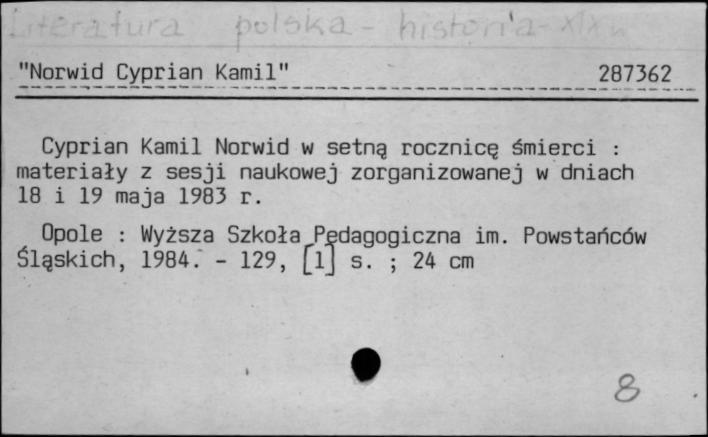 Literatura polska - historia - XIX w
"Norwid Cyprian Kamil" 287362
Cyprian Kamil Norwid w setną rocznicę śmierci :
materiały z sesji naukowej zorganizowanej w dniach
18 i 19 maja 1983 r.
Opole : Wyższa Szkoła Pedagogiczna im. Powstańców
Śląskich, 1984. - 129, [1] s. ; 24 cm
8